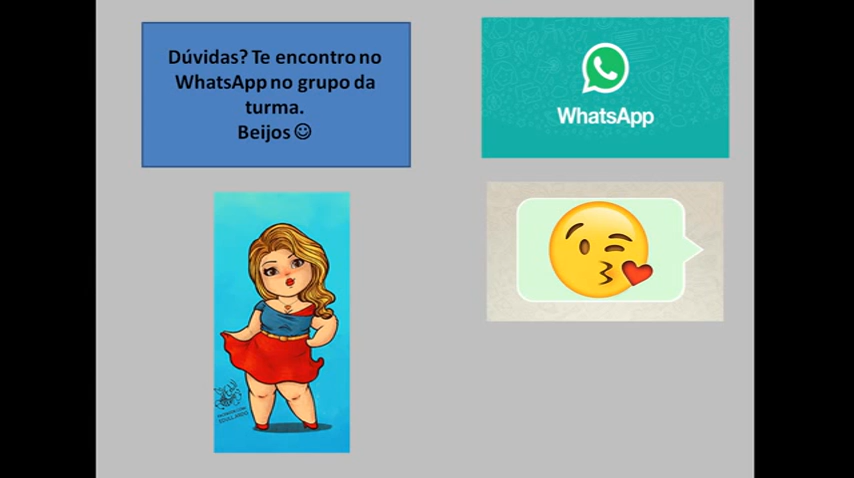 Dúvidas? Te encontro no
WhatsApp no grupo da
turma.
Beijos ☺
WhatsApp